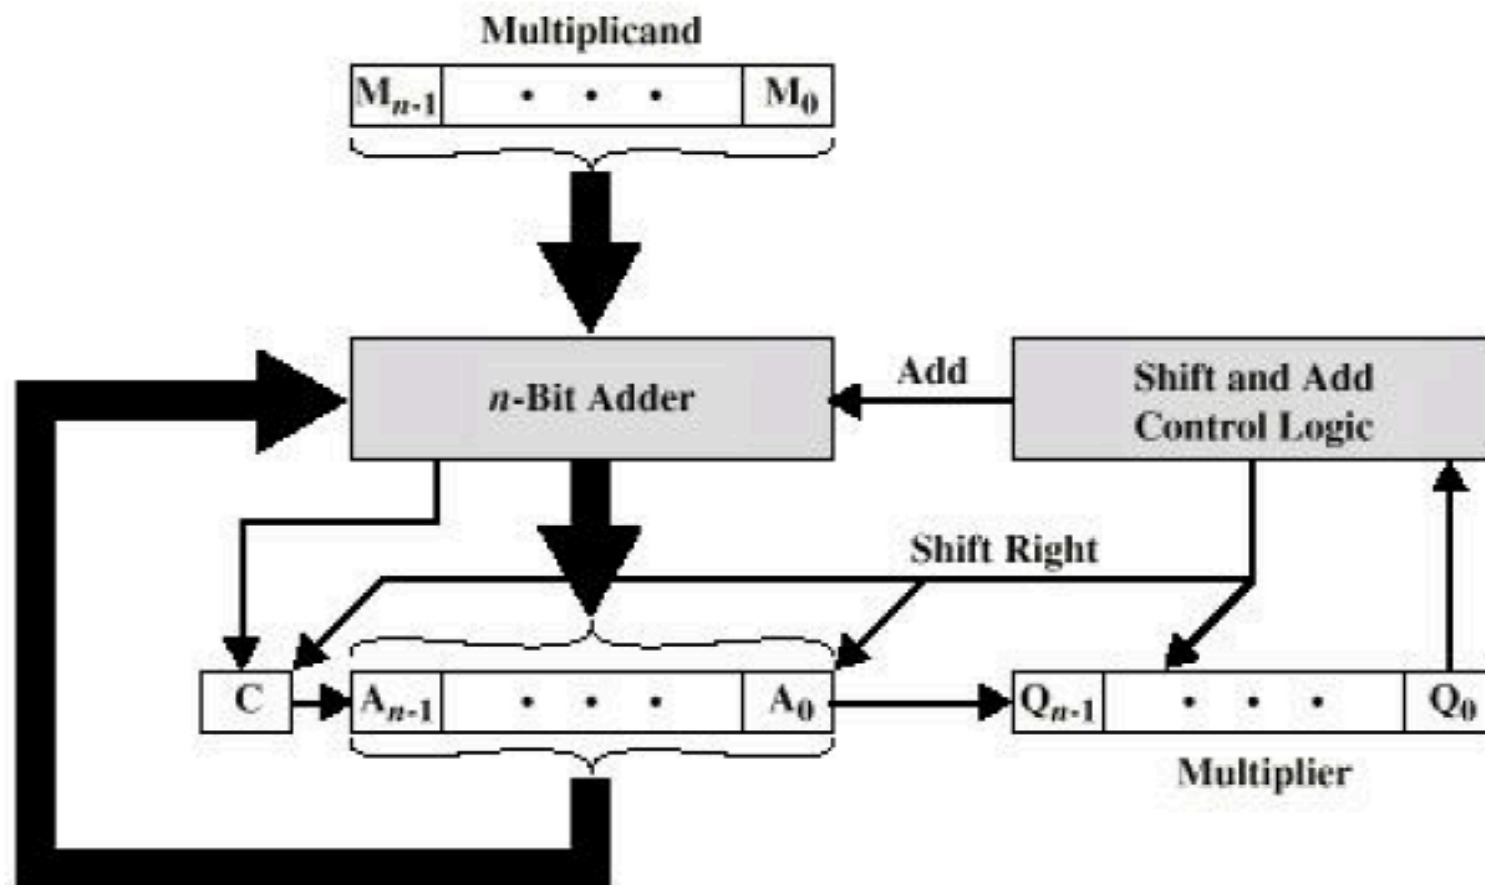 Multiplicand
Mn-1 . . . M0
n-Bit Adder
Add
Shift and Add
Control Logic
Shift Right
C
An-1 . . . A0
Qn-1 . . . Q0
Multiplier